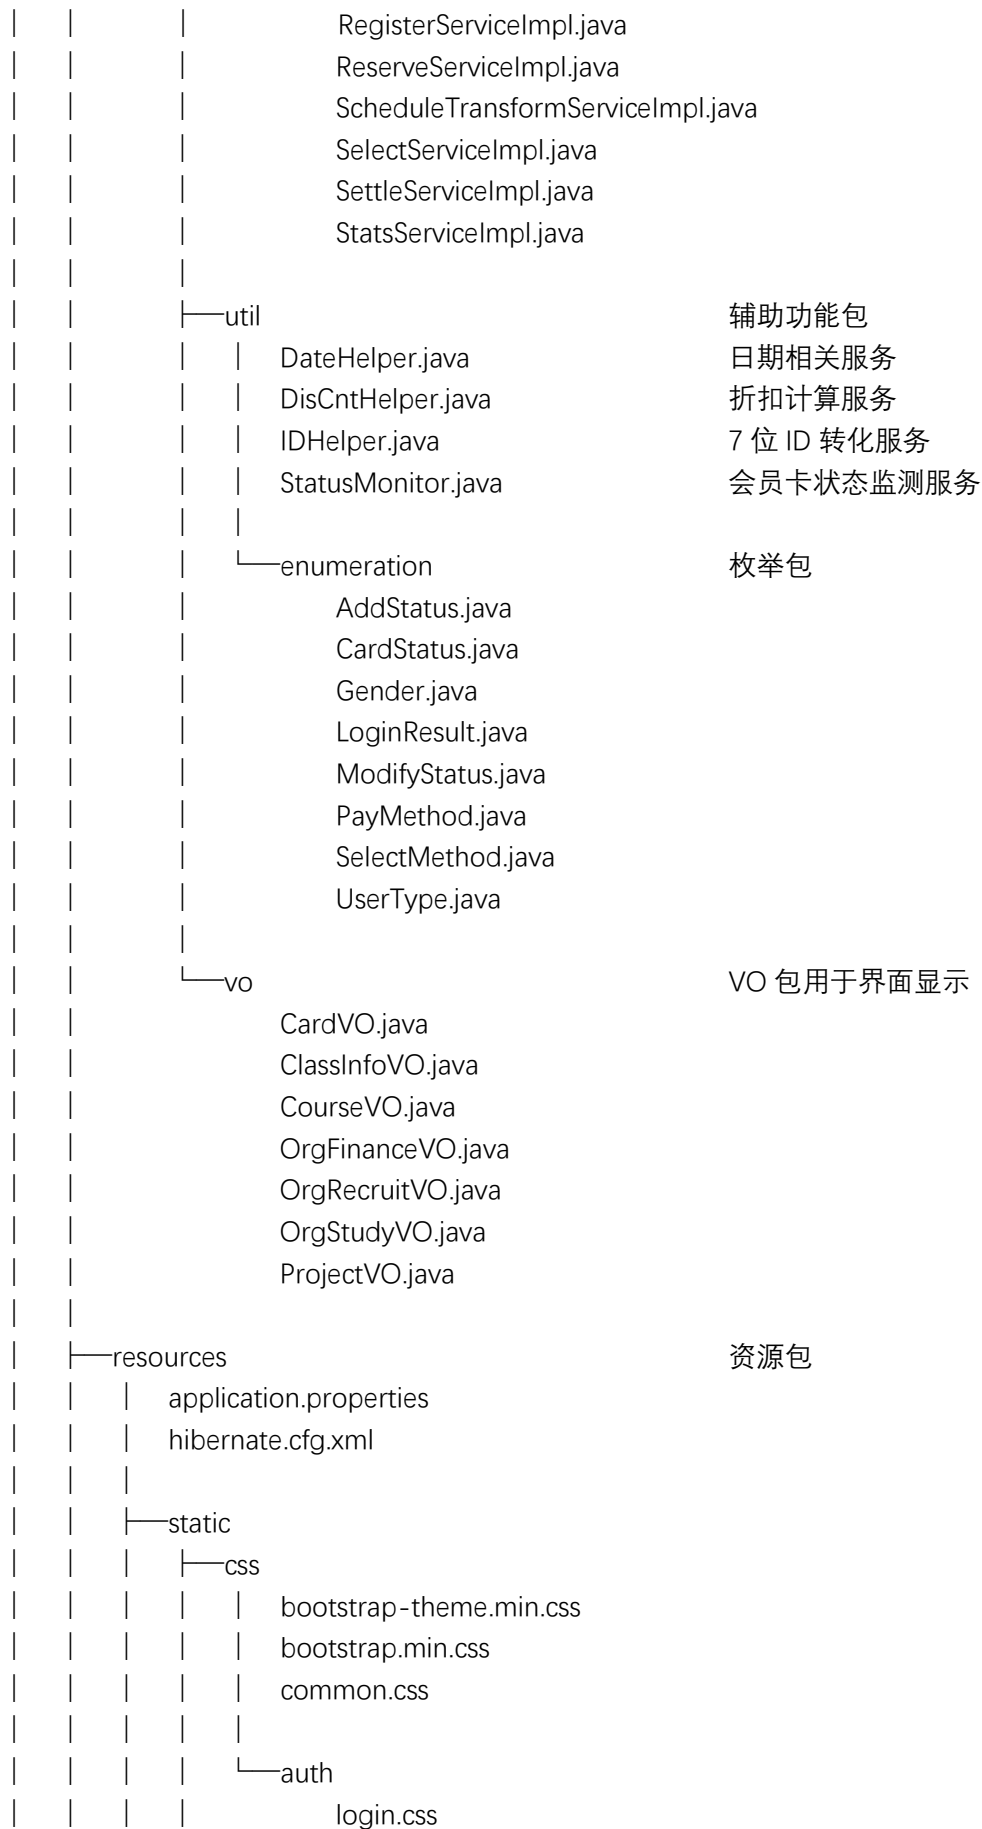 │ │ │ RegisterServiceImpl.java
│ │ │ ReserveServiceImpl.java
│ │ │ ScheduleTransformServiceImpl.java
│ │ │ SelectServiceImpl.java
│ │ │ SettleServiceImpl.java
│ │ │ StatsServiceImpl.java
│ │ │
│ │ ├──util 辅助功能包
│ │ │ │ DateHelper.java 日期相关服务
│ │ │ │ DisCntHelper.java 折扣计算服务
│ │ │ │ IDHelper.java 7 位 ID 转化服务
│ │ │ │ StatusMonitor.java 会员卡状态监测服务
│ │ │ │
│ │ │ └──enumeration 枚举包
│ │ │ AddStatus.java
│ │ │ CardStatus.java
│ │ │ Gender.java
│ │ │ LoginResult.java
│ │ │ ModifyStatus.java
│ │ │ PayMethod.java
│ │ │ SelectMethod.java
│ │ │ UserType.java
│ │ │
│ │ └──vo VO 包用于界面显示
│ │ CardVO.java
│ │ ClassInfoVO.java
│ │ CourseVO.java
│ │ OrgFinanceVO.java
│ │ OrgRecruitVO.java
│ │ OrgStudyVO.java
│ │ ProjectVO.java
│ │
│ ├──resources 资源包
│ │ │ application.properties
│ │ │ hibernate.cfg.xml
│ │ │
│ │ ├──static
│ │ │ ├──css
│ │ │ │ │ bootstrap-theme.min.css
│ │ │ │ │ bootstrap.min.css
│ │ │ │ │ common.css
│ │ │ │ │
│ │ │ │ └──auth
│ │ │ │ login.css